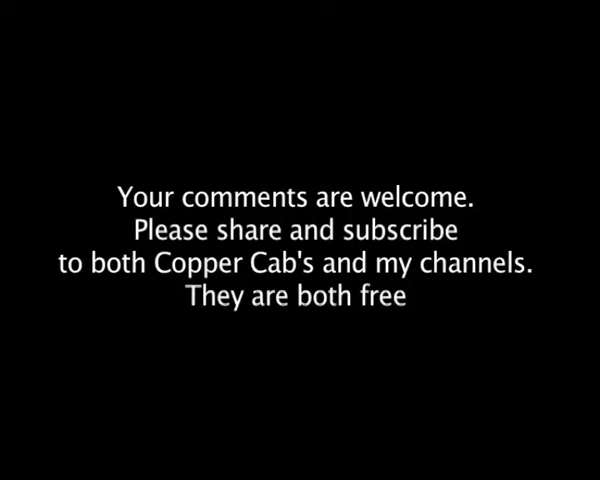 Your comments are welcome.
Please share and subscribe
to both Copper Cab's and my channels.
They are both free